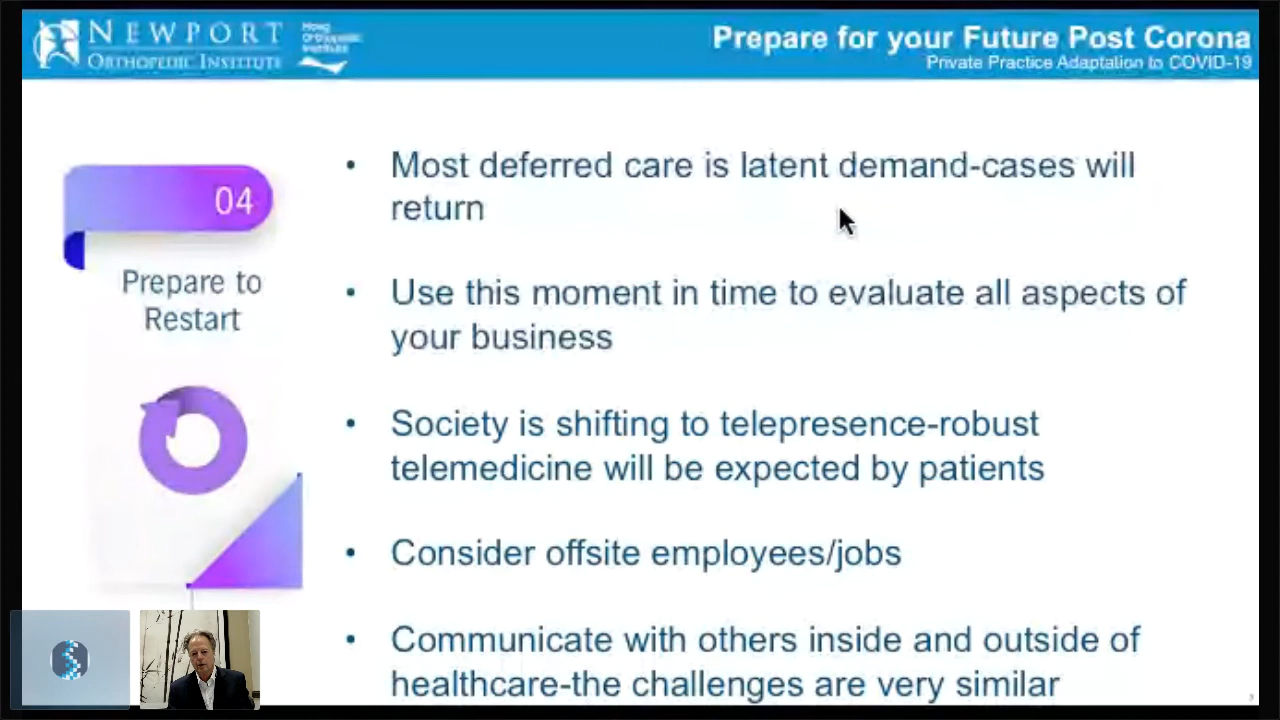 NEWPORT
ORTHOPEDIC INSTITUTE
Hoag
Orthopedic
Institute
Prepare for your Future Post Corona
Private Practice Adaptation to COVID-19
04
Prepare to
Restart
• Most deferred care is latent demand-cases will
return
• Use this moment in time to evaluate all aspects of
your business
• Society is shifting to telepresence-robust
telemedicine will be expected by patients
• Consider offsite employees/jobs
• Communicate with others inside and outside of
healthcare-the challenges are very similar